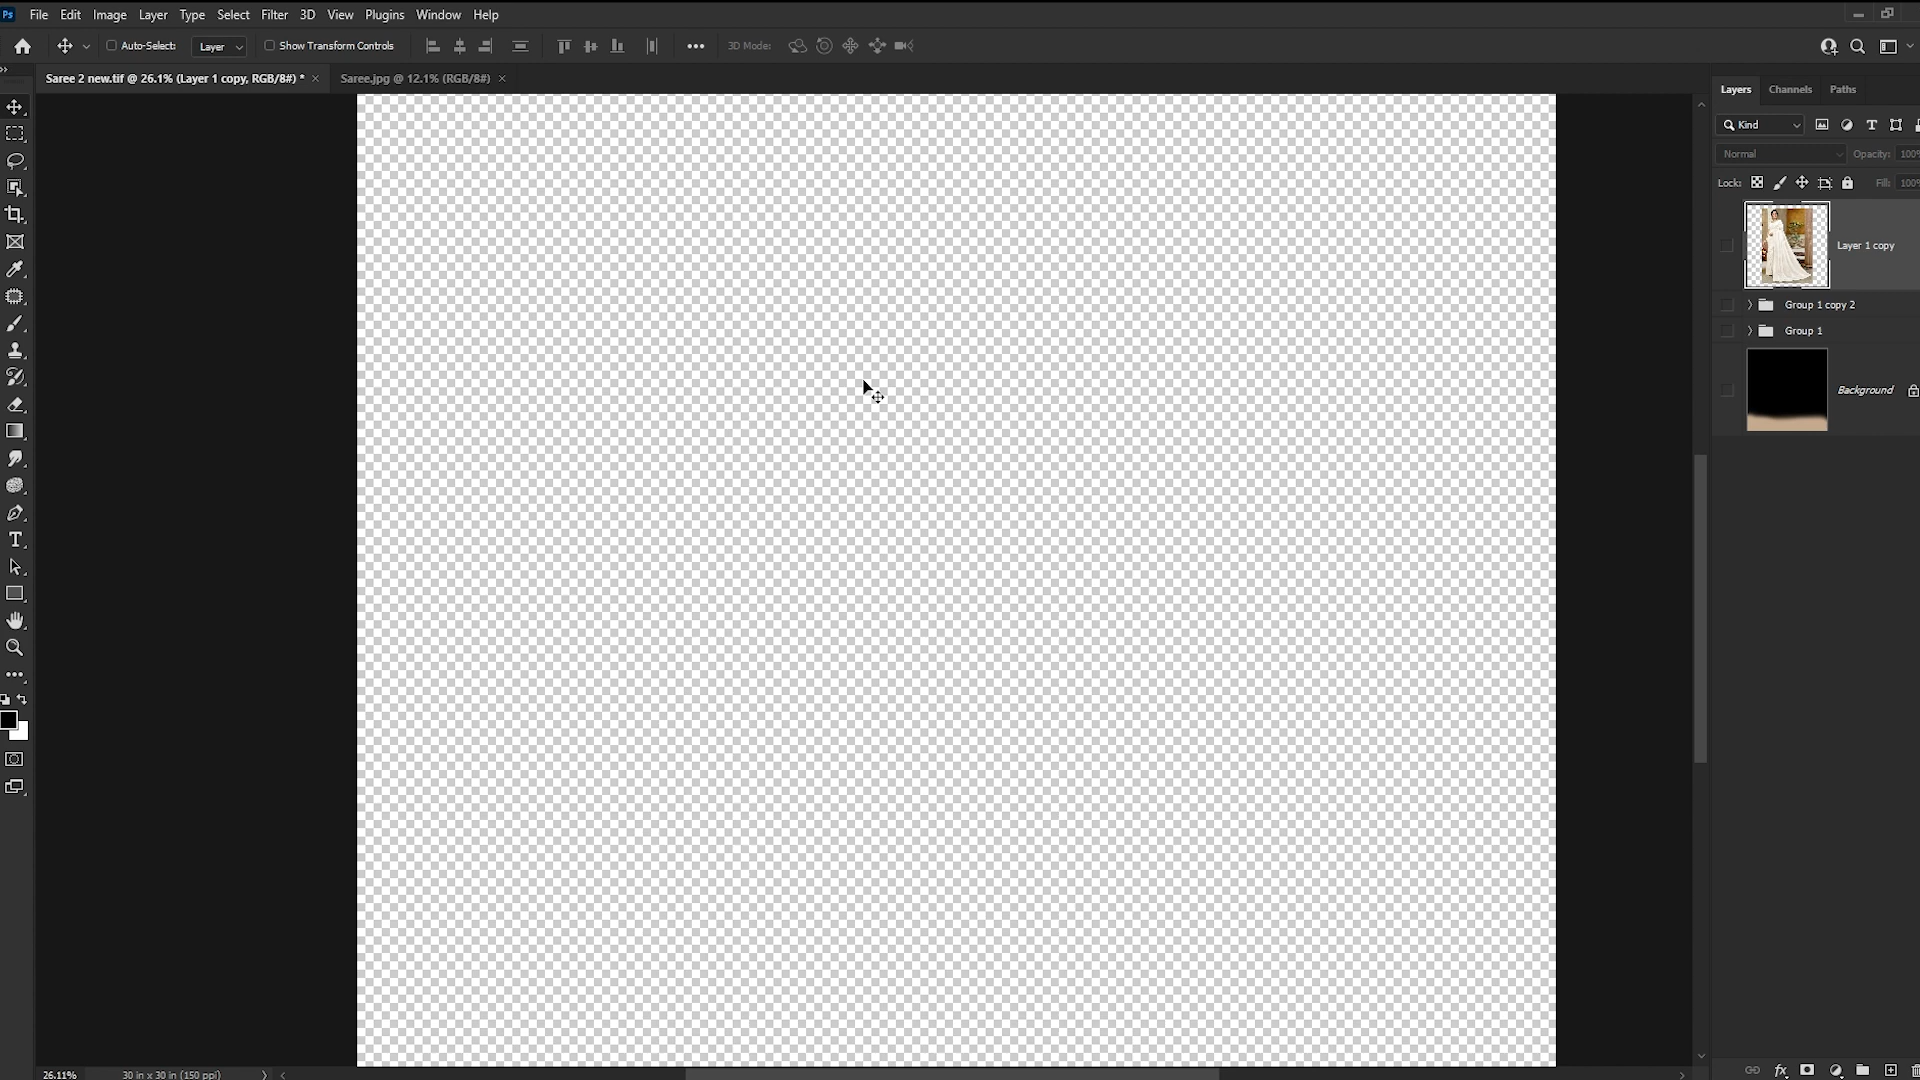 Ps File Edit Image Layer Type Select Filter 3D View Plugins Window Help
Auto-Select: Layer Show Transform Controls 3D Mode:
Saree 2 new.tif @ 26.1% (Layer 1 copy, RGB/8#) *
Saree.jpg @ 12.1% (RGB/8#)
Layers Channels Paths
Kind
Normal Opacity: 100%
Lock: Fill: 100%
Layer 1 copy
Group 1 copy 2
Group 1
Background
26.11% 30 in x 30 in (150 ppi)